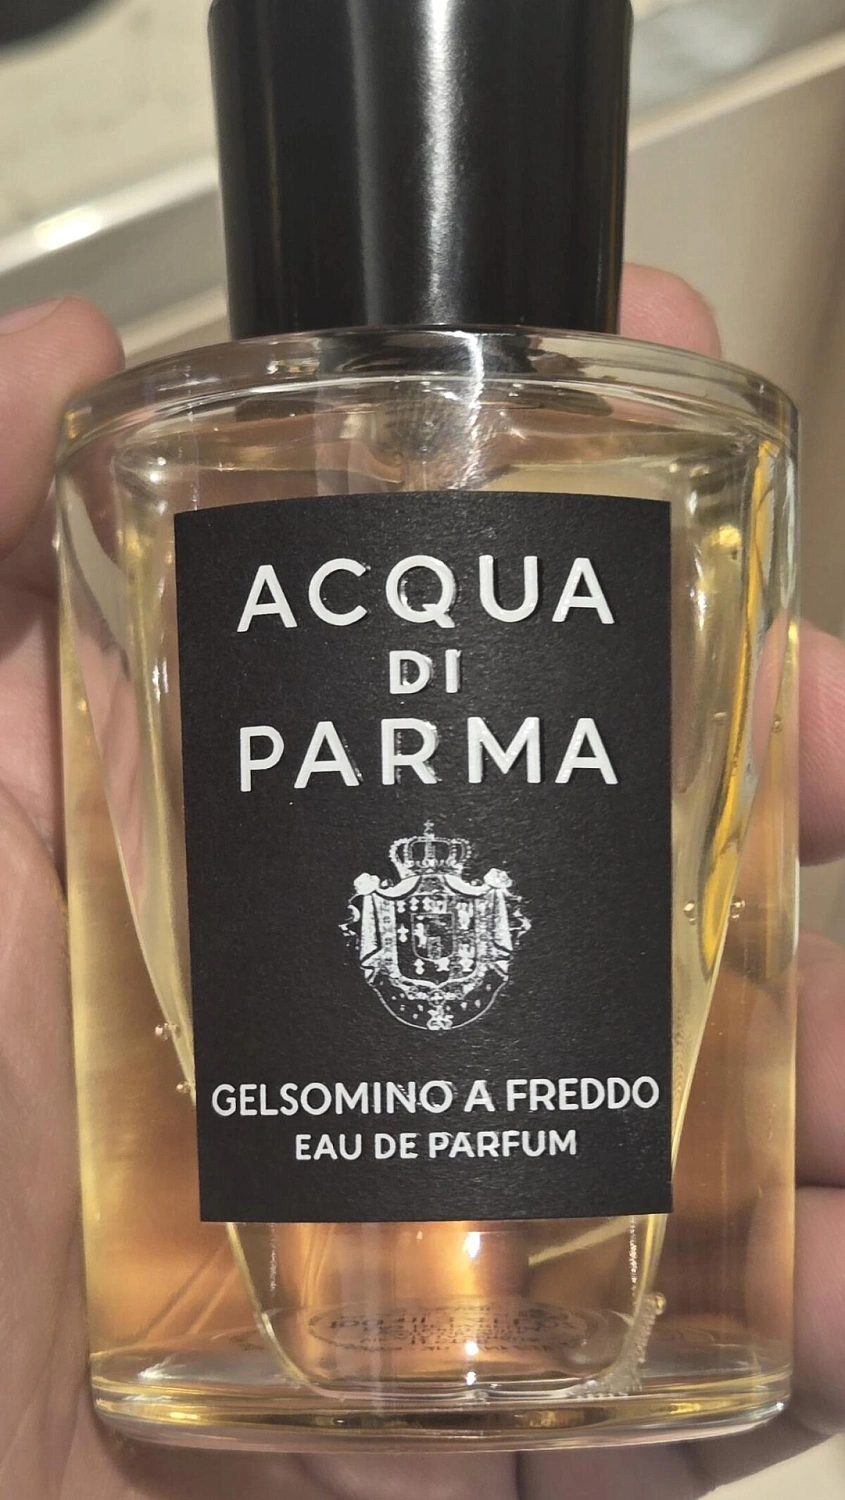 ACQUA
DI
PARMA
GELSOMINO A FREDDO
EAU DE PARFUM